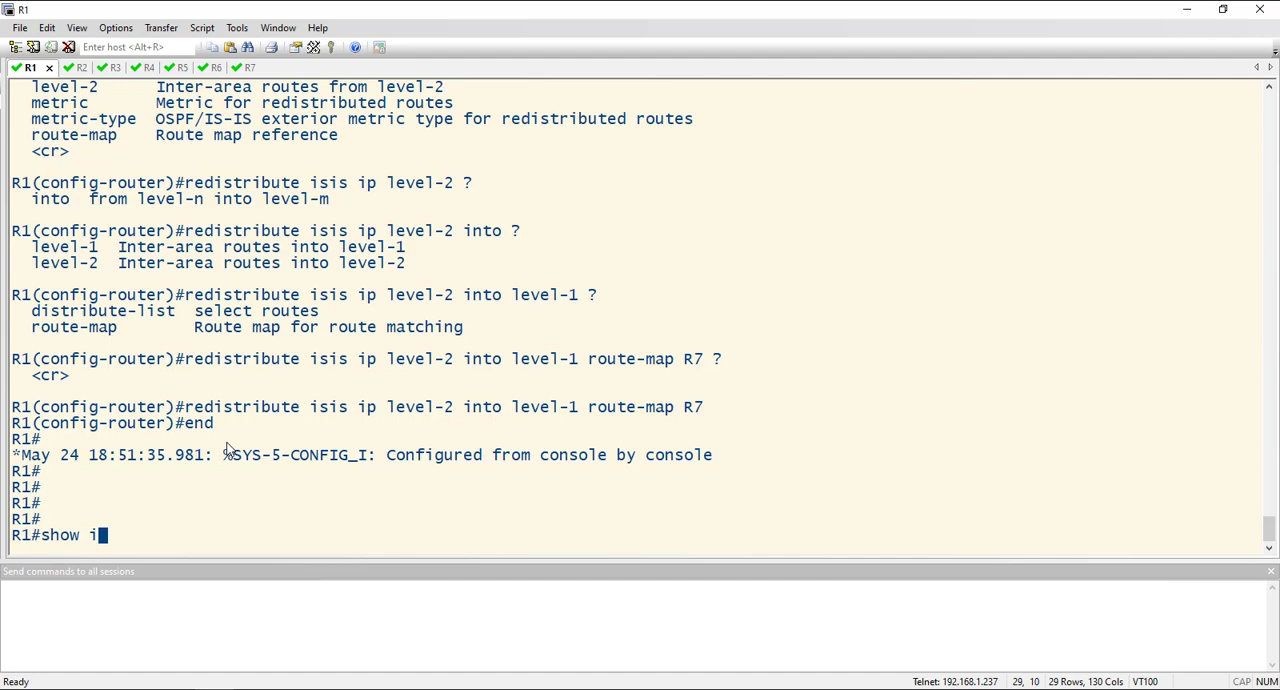 R1
File Edit View Options Transfer Script Tools Window Help
Enter host <Alt+R>
R1 R2 R3 R4 R5 R6 R7
level-2 Inter-area routes from level-2
metric Metric for redistributed routes
metric-type OSPF/IS-IS exterior metric type for redistributed routes
route-map Route map reference
<cr>
R1(config-router)#redistribute isis ip level-2 ?
into from level-n into level-m
R1(config-router)#redistribute isis ip level-2 into ?
level-1 Inter-area routes into level-1
level-2 Inter-area routes into level-2
R1(config-router)#redistribute isis ip level-2 into level-1 ?
distribute-list select routes
route-map Route map for route matching
R1(config-router)#redistribute isis ip level-2 into level-1 route-map R7 ?
<cr>
R1(config-router)#redistribute isis ip level-2 into level-1 route-map R7
R1(config-router)#end
R1#
*May 24 18:51:35.981: %SYS-5-CONFIG_I: Configured from console by console
R1#
R1#
R1#
R1#
R1#show i
Send commands to all sessions
Ready Telnet: 192.168.1.237 29, 10 29 Rows, 130 Cols VT100 CAP NUM